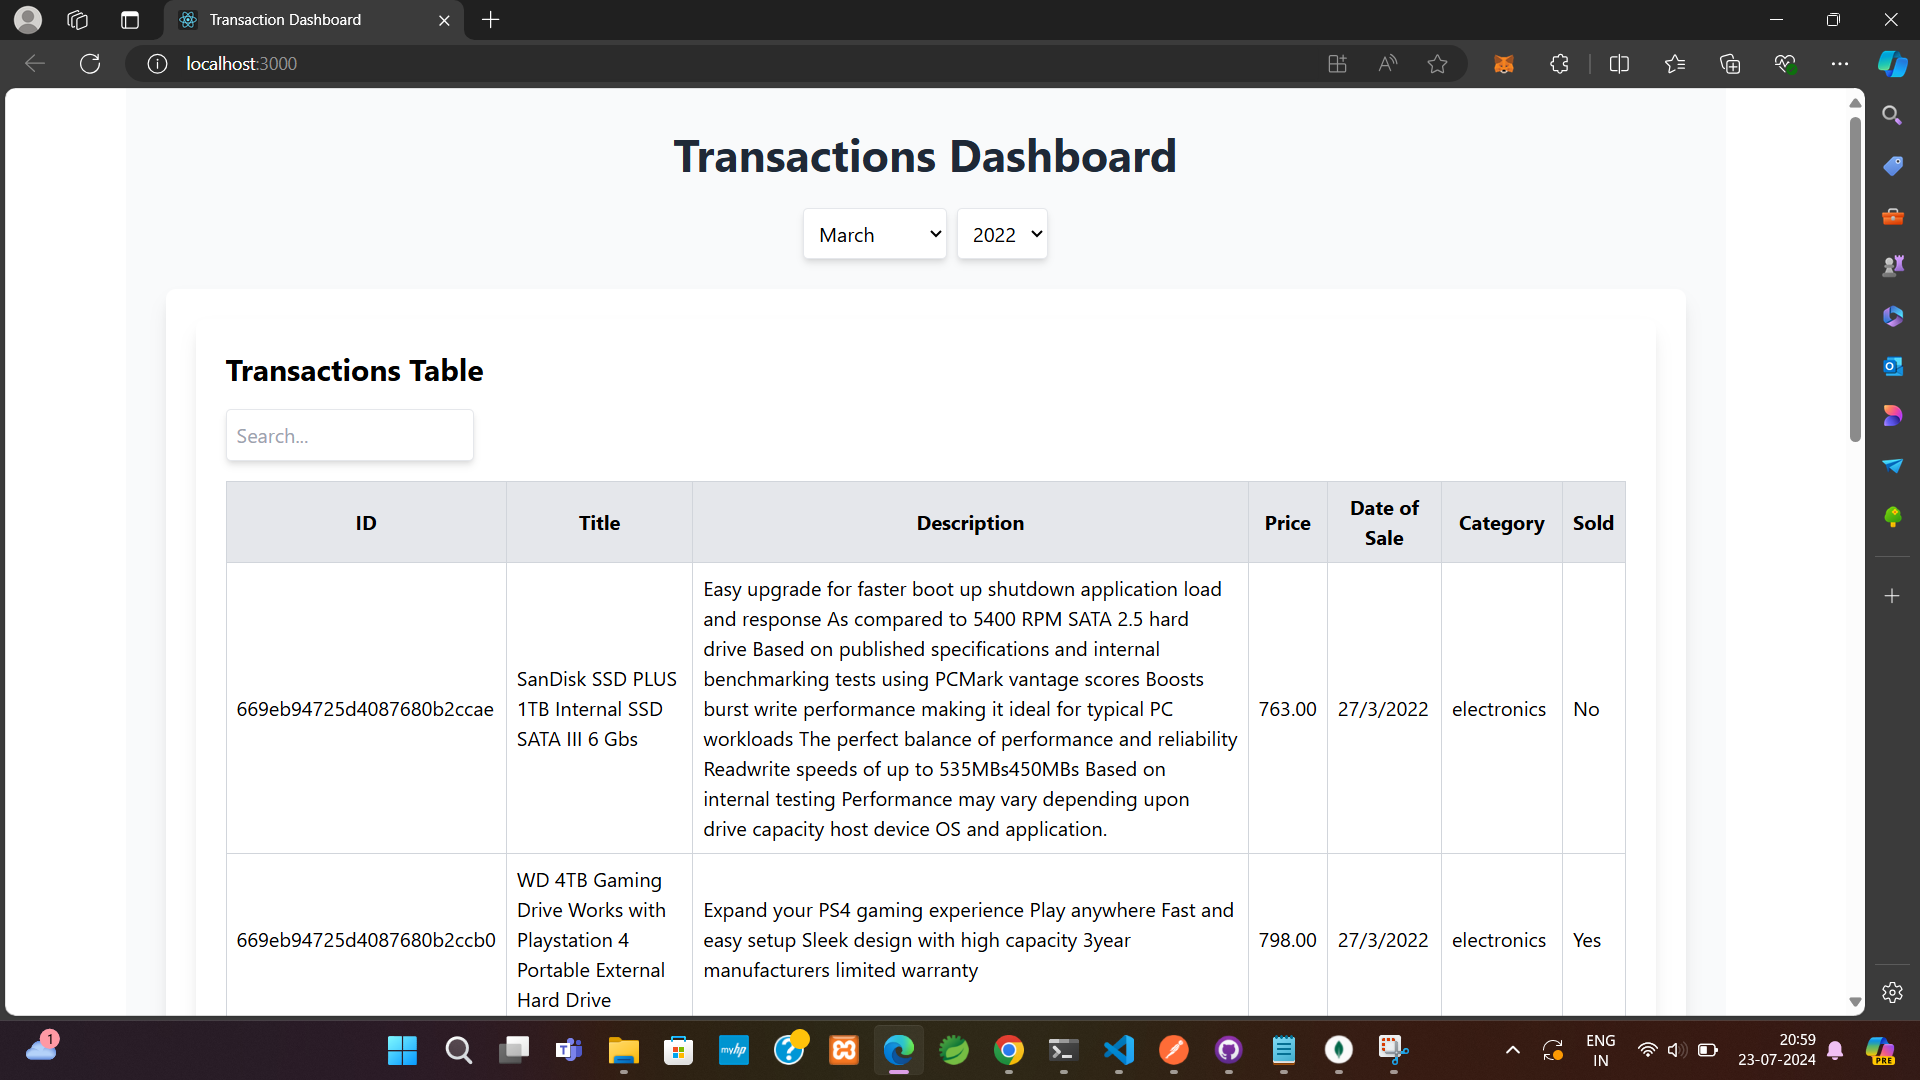 Transaction Dashboard
localhost:3000
Transactions Dashboard
March 2022
Transactions Table
Search...
ID Title Description Price Date of Sale Category Sold
669eb94725d4087680b2ccae
SanDisk SSD PLUS
1TB Internal SSD
SATA III 6 Gbs
Easy upgrade for faster boot up shutdown application load
and response As compared to 5400 RPM SATA 2.5 hard
drive Based on published specifications and internal
benchmarking tests using PCMark vantage scores Boosts
burst write performance making it ideal for typical PC
workloads The perfect balance of performance and reliability
Readwrite speeds of up to 535MBs450MBs Based on
internal testing Performance may vary depending upon
drive capacity host device OS and application.
763.00
27/3/2022
electronics
No
669eb94725d4087680b2ccb0
WD 4TB Gaming
Drive Works with
Playstation 4
Portable External
Hard Drive
Expand your PS4 gaming experience Play anywhere Fast and
easy setup Sleek design with high capacity 3year
manufacturers limited warranty
798.00
27/3/2022
electronics
Yes
1
myhp
ENG
IN
20:59
23-07-2024
PRE